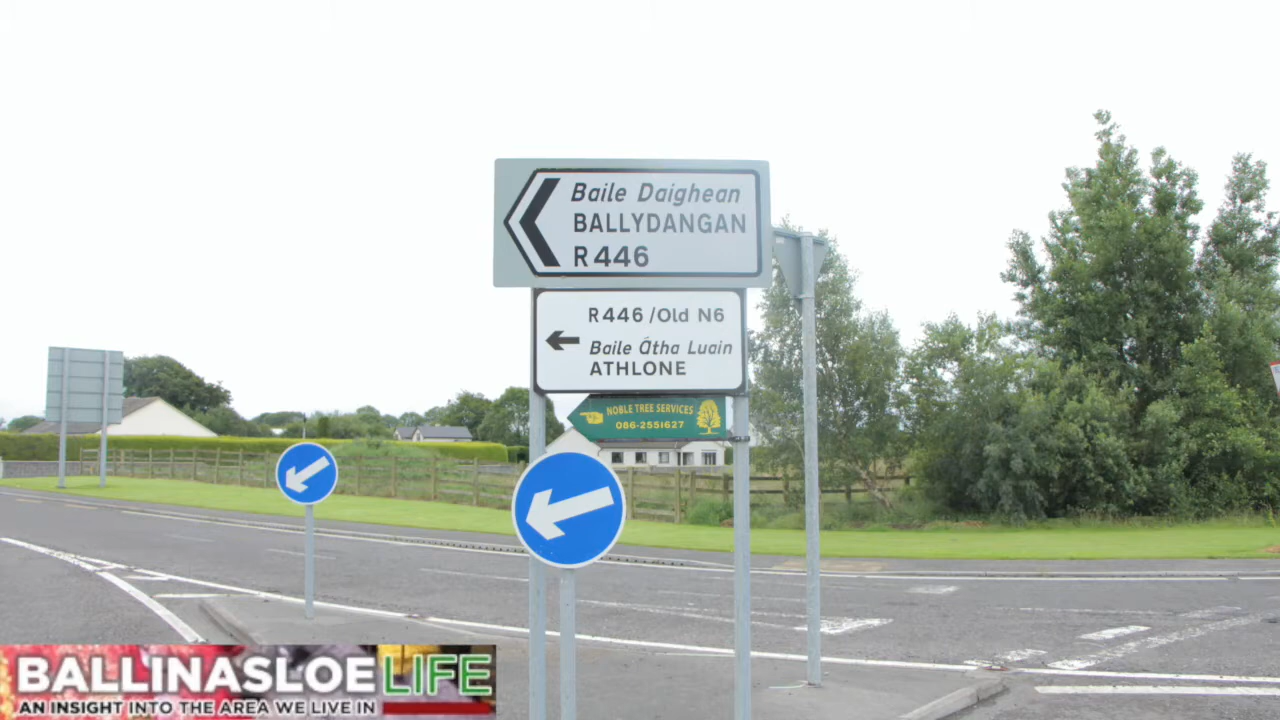 Baile Daighean
BALLYDANGAN
R446
R446 /Old N6
Baile Átha Luain
ATHLONE
NOBLE TREE SERVICES
086-2551627
BALLINASLOE LIFE
AN INSIGHT INTO THE AREA WE LIVE IN